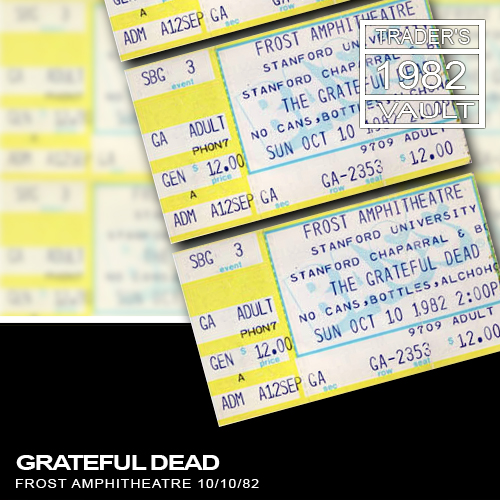 A
ADM A12SEP GA
sec
TRADER'S
1982
VAULT
FROST AMPHITHEATRE
STANFORD
STANFORD CHAPARRAL &
THE GRATEFUL
NO CANS, BOTTLES,
SUN OCT 10
9709 ADULT
GA-2353 $12.00
row seat
SBG 3
event
GA ADULT
PHON7
GEN $ 12.00
price
A
ADM A12SEP GA
sec
FROST AMPHITHEATRE
STANFORD UNIVERSITY
STANFORD CHAPARRAL &
THE GRATEFUL DEAD
NO CANS, BOTTLES, ALCHOH
SUN OCT 10 1982 2:00P
9709 ADULT
GA-2353 $12.00
row seat
SBG 3
event
GA ADULT
PHON7
GEN $ 12.00
price
A
ADM A12SEP GA
sec
GRATEFUL DEAD
FROST AMPHITHEATRE 10/10/82